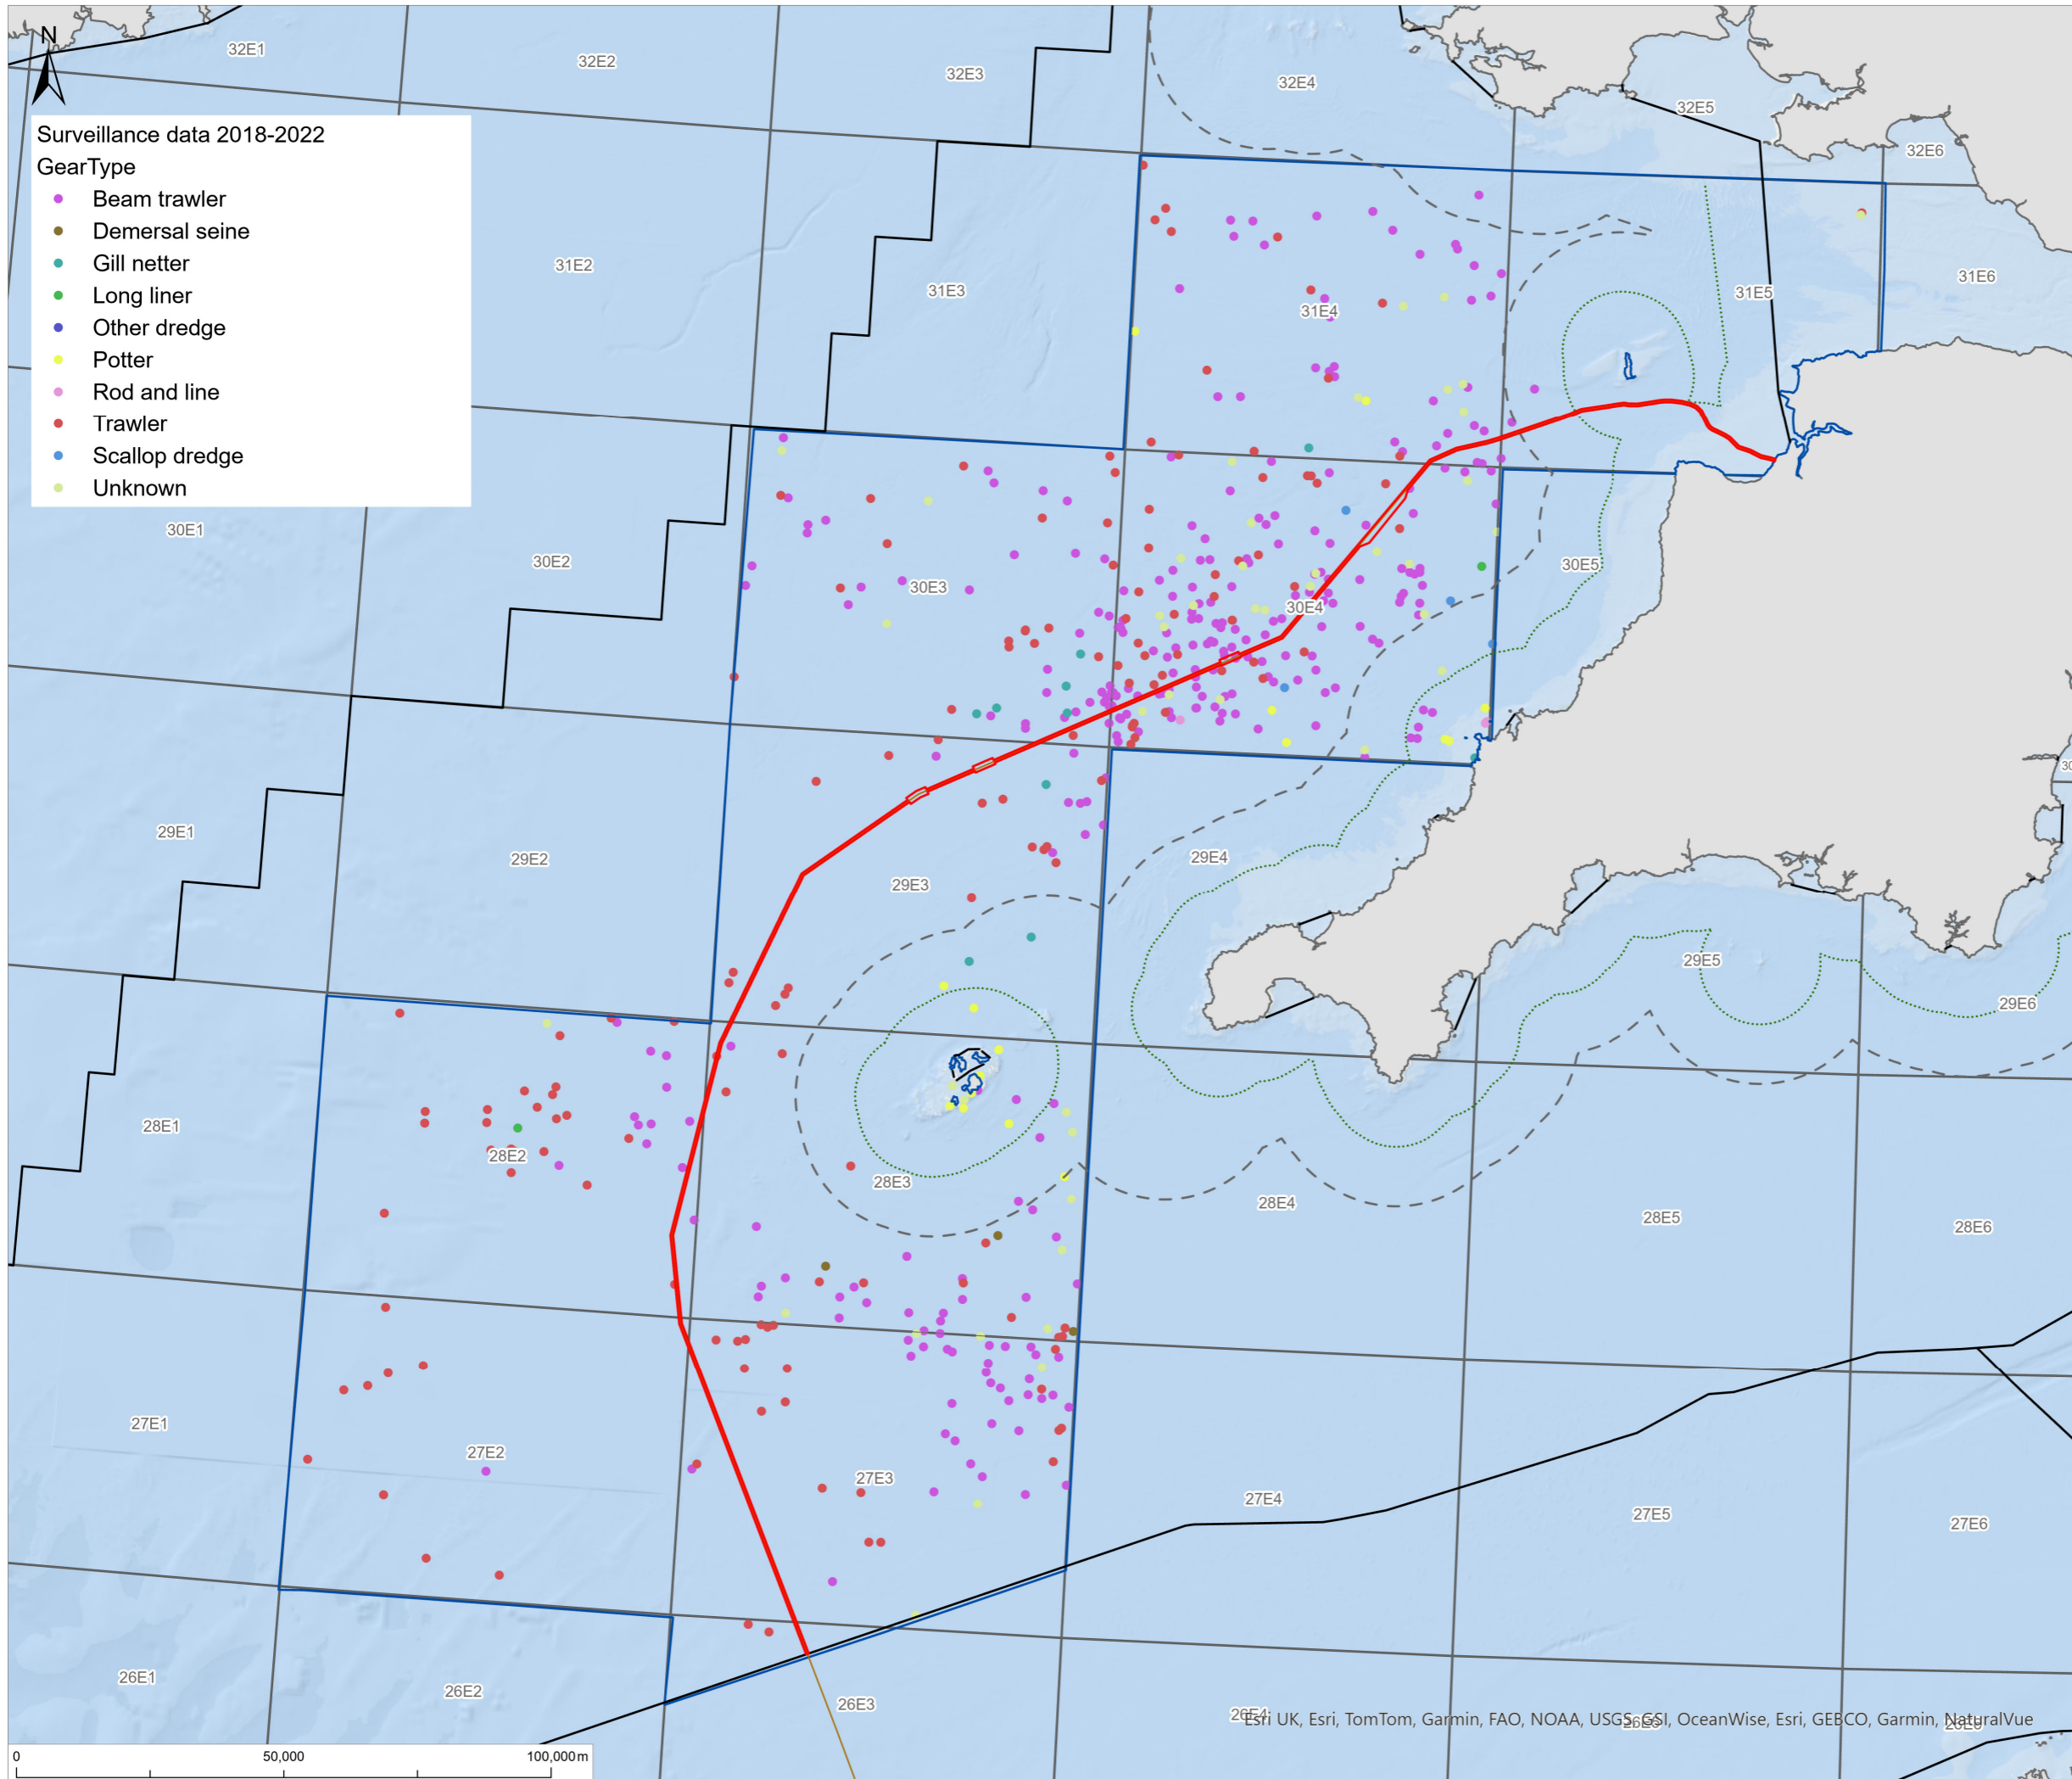 32E1
32E2
32E3
32E4
32E5
32E6
N
Surveillance data 2018-2022
GearType
Beam trawler
Demersal seine
Gill netter
Long liner
Other dredge
Potter
Rod and line
Trawler
Scallop dredge
Unknown
31E2
31E3
31E4
31E5
31E6
30E1
30E2
30E3
30E4
30E5
30
29E1
29E2
29E3
29E4
29E5
29E6
28E1
28E2
28E3
28E4
28E5
28E6
27E1
27E2
27E3
27E4
27E5
27E6
26E1
26E2
26E3
26E4
Esri UK, Esri, TomTom, Garmin, FAO, NOAA, USGS, GSI, OceanWise, Esri, GEBCO, Garmin, NaturalVue
0 50,000 100,000 m